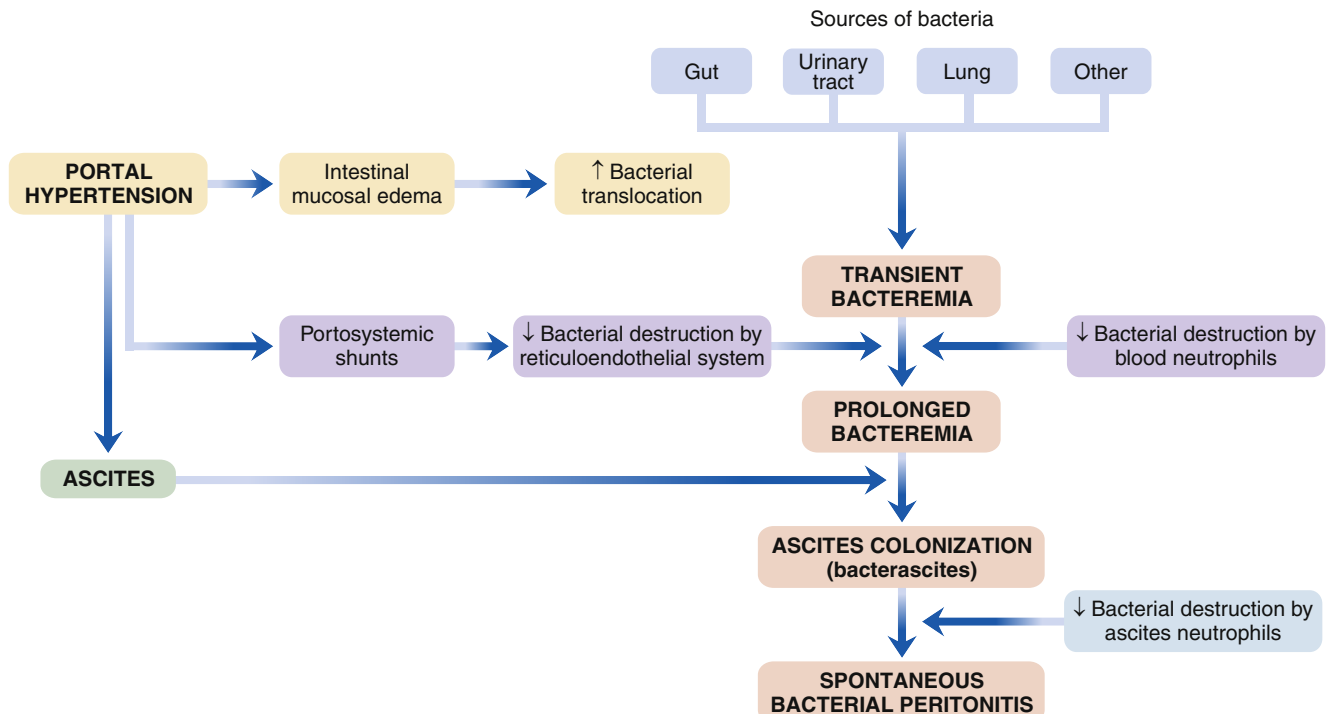 Sources of bacteria
Gut
Urinary
tract
Lung
Other
PORTAL
HYPERTENSION
Intestinal
mucosal edema
↑ Bacterial
translocation
TRANSIENT
BACTEREMIA
Portosystemic
shunts
↓ Bacterial destruction by
reticuloendothelial system
↓ Bacterial destruction by
blood neutrophils
PROLONGED
BACTEREMIA
ASCITES
ASCITES COLONIZATION
(bacterascites)
↓ Bacterial destruction by
ascites neutrophils
SPONTANEOUS
BACTERIAL PERITONITIS